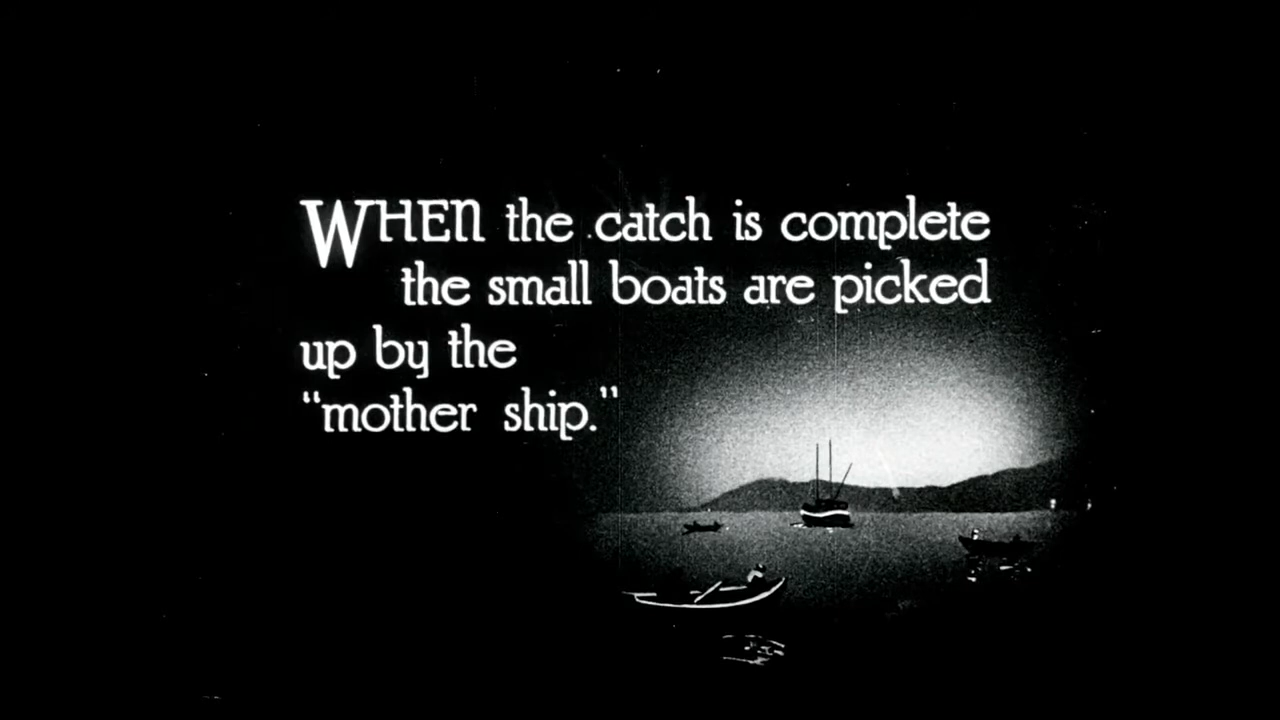 WHEN the catch is complete
the small boats are picked
up by the
"mother ship."